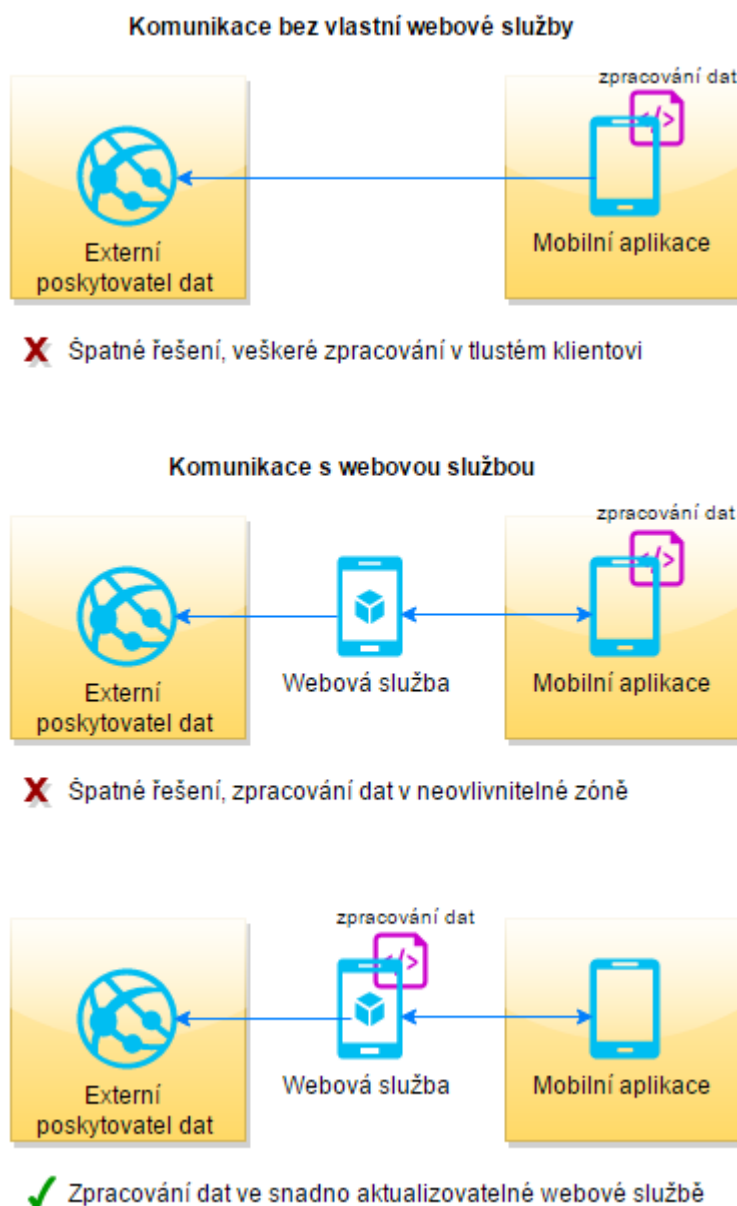 Komunikace bez vlastní webové služby
zpracování dat
</>
Externí
poskytovatel dat
Mobilní aplikace
X Špatné řešení, veškeré zpracování v tlustém klientovi
Komunikace s webovou službou
zpracování dat
</>
Externí
poskytovatel dat
Webová služba
Mobilní aplikace
X Špatné řešení, zpracování dat v neovlivnitelné zóně
zpracování dat
</>
Externí
poskytovatel dat
Webová služba
Mobilní aplikace
✓ Zpracování dat ve snadno aktualizovatelné webové službě